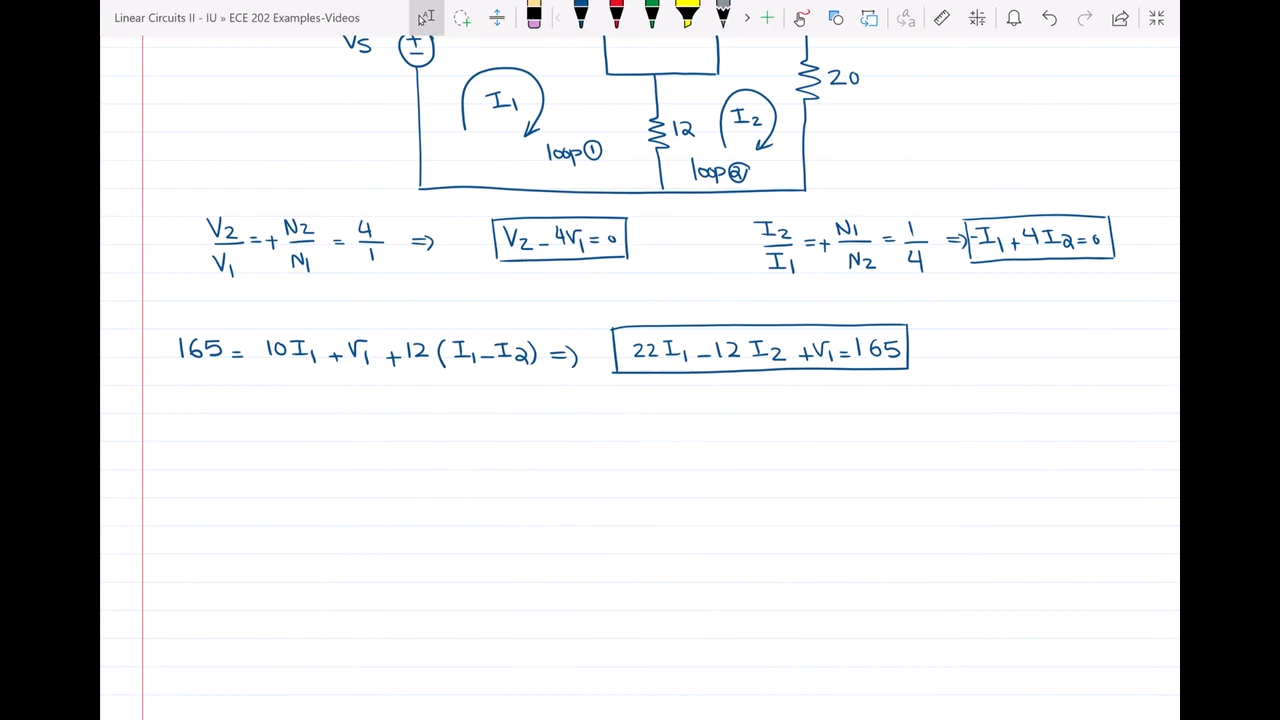 Linear Circuits II - IU » ECE 202 Examples-Videos
VS
+
−
20
I1
12
I2
loop①
loop②
V2/V1 = + N2/N1 = 4/1 ⇒ V2 - 4V1 = 0
I2/I1 = + N1/N2 = 1/4 ⇒ -I1 + 4I2 = 0
165 = 10I1 + V1 + 12(I1 - I2) ⇒ 22I1 - 12I2 + V1 = 165